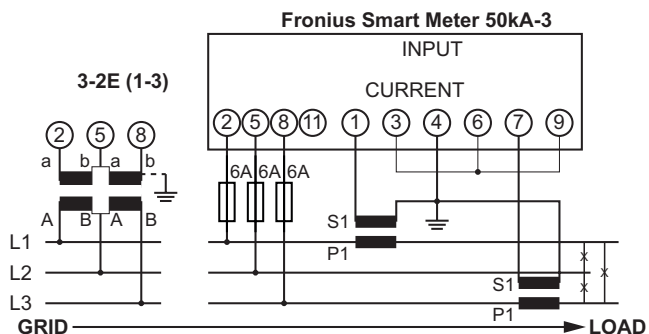 Fronius Smart Meter 50kA-3
INPUT
CURRENT
3-2E (1-3)
2 5 8
2 5 8 11 1 3 4 6 7 9
a b a b
6A 6A 6A
A B A B
S1
P1
L1
L2
L3
S1
P1
x
x
x
GRID
LOAD